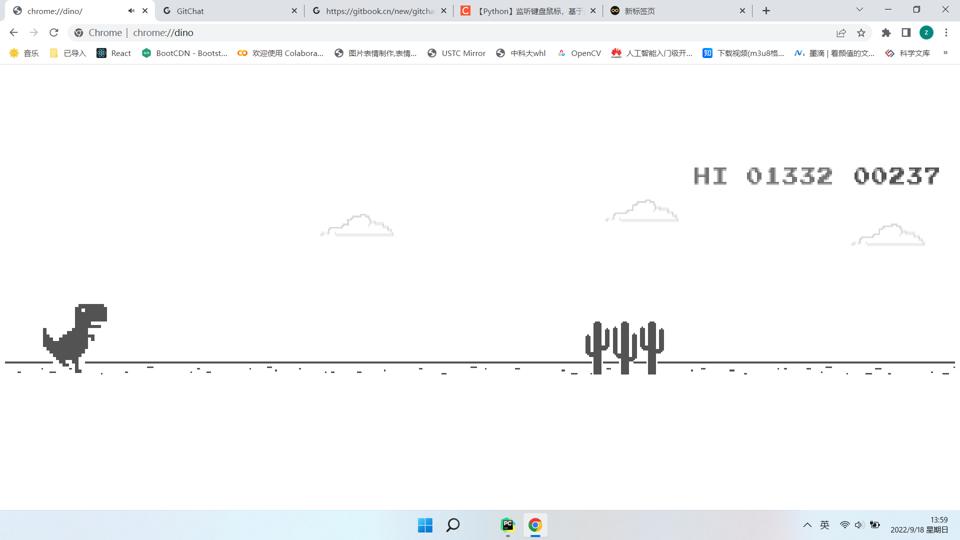 chrome://dino/
GitChat
https://gitbook.cn/new/gitcha
【Python】监听键盘鼠标，基于
新标签页
Chrome | chrome://dino
z
音乐
已导入
React
BootCDN - Bootst...
欢迎使用 Colabora...
图片表情制作,表情...
USTC Mirror
中科大whl
OpenCV
人工智能入门级开...
知
下载视频(m3u8格...
墨滴 | 看颜值的文...
科学文库
»
HI 01332 00237
PC
英
13:59
2022/9/18 星期日